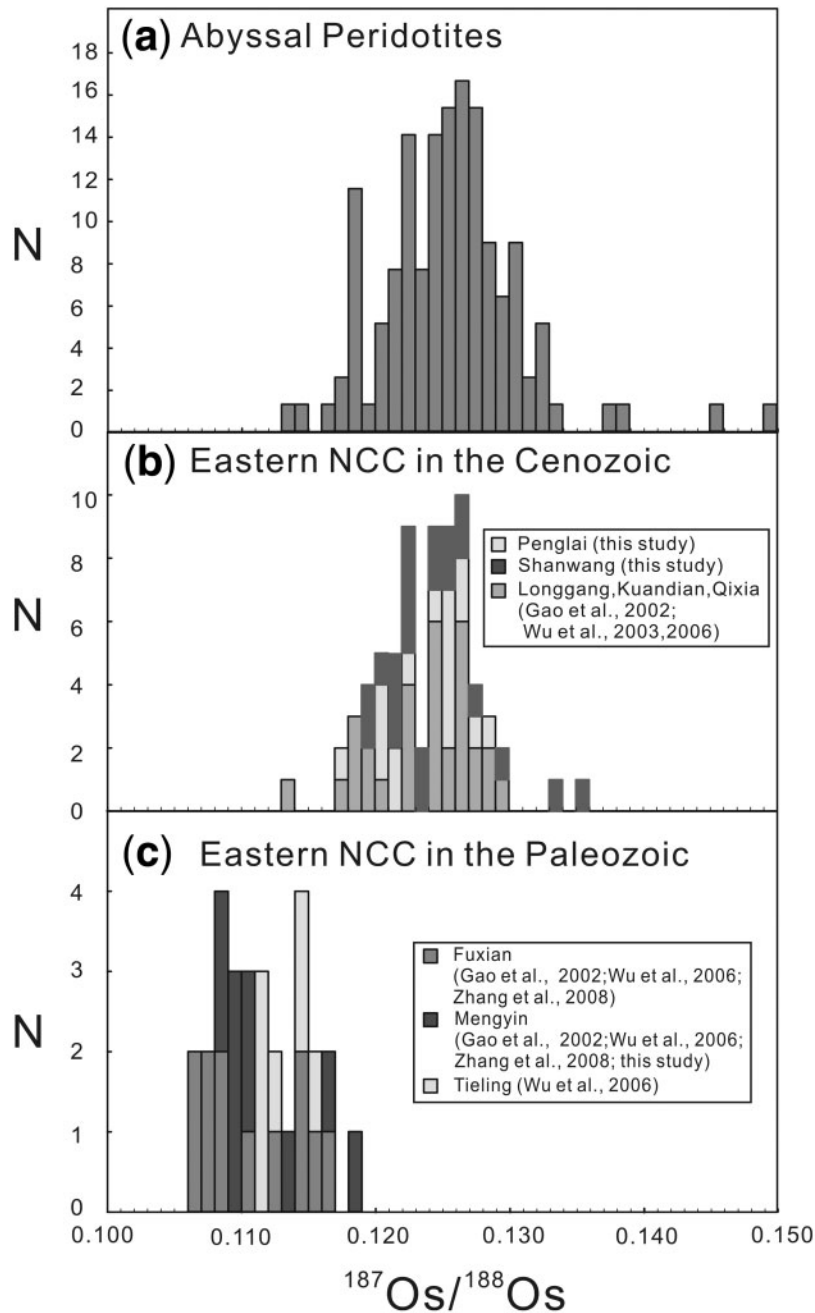 (a) Abyssal Peridotites
18
16
14
12
10
8
6
4
2
0
N
(b) Eastern NCC in the Cenozoic
10
8
6
4
2
0
N
Penglai (this study)
Shanwang (this study)
Longgang,Kuandian,Qixia
(Gao et al., 2002;
Wu et al., 2003,2006)
(c) Eastern NCC in the Paleozoic
4
3
2
1
0
N
Fuxian
(Gao et al., 2002;Wu et al., 2006;
Zhang et al., 2008)
Mengyin
(Gao et al., 2002;Wu et al., 2006;
Zhang et al., 2008; this study)
Tieling (Wu et al., 2006)
0.100 0.110 0.120 0.130 0.140 0.150
¹⁸⁷Os/¹⁸⁸Os